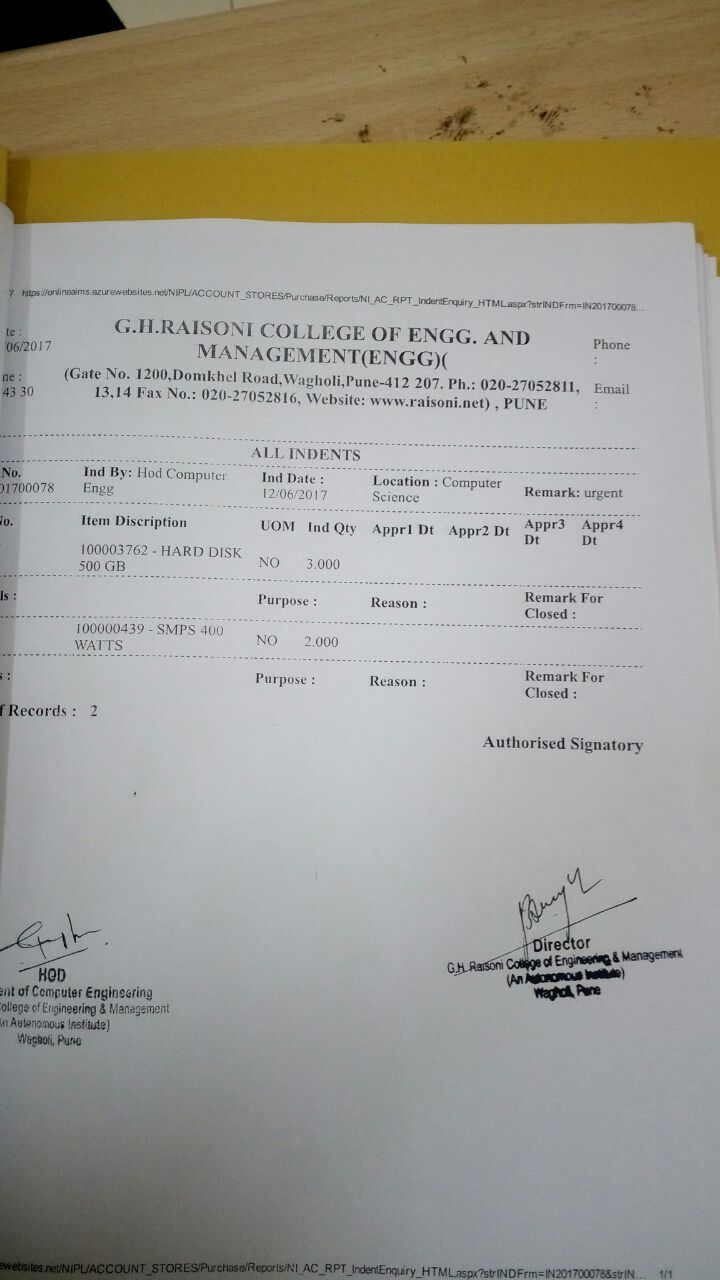 7 https://onlineaims.azurewebsites.net/NIPL/ACCOUNT_STORES/Purchase/Reports/NI_AC_RPT_IndentEnquiry_HTML.aspx?strINDFrm=IN201700078...
te :
06/2017
G.H.RAISONI COLLEGE OF ENGG. AND
MANAGEMENT(ENGG)(
Phone
:
ne :
43 30
(Gate No. 1200,Domkhel Road,Wagholi,Pune-412 207. Ph.: 020-27052811,
13,14 Fax No.: 020-27052816, Website: www.raisoni.net) , PUNE
Email
:
ALL INDENTS
No.
01700078
Ind By: Hod Computer
Engg
Ind Date :
12/06/2017
Location : Computer
Science
Remark: urgent
No. Item Discription UOM Ind Qty Appr1 Dt Appr2 Dt Appr3 Dt Appr4 Dt
100003762 - HARD DISK
500 GB
NO 3.000
ls : Purpose : Reason : Remark For
Closed :
100000439 - SMPS 400
WATTS
NO 2.000
s : Purpose : Reason : Remark For
Closed :
f Records : 2
Authorised Signatory
Director
G.H. Raisoni College of Engineering & Management
(An Autonomous Institute)
Wagholi, Pune
HOD
ent of Computer Engineering
ollege of Engineering & Management
(An Autonomous Institute)
Wagholi, Pune
ewebsites.net/NIPL/ACCOUNT_STORES/Purchase/Reports/NI_AC_RPT_IndentEnquiry_HTML.aspx?strINDFrm=IN201700078&strIN... 1/1